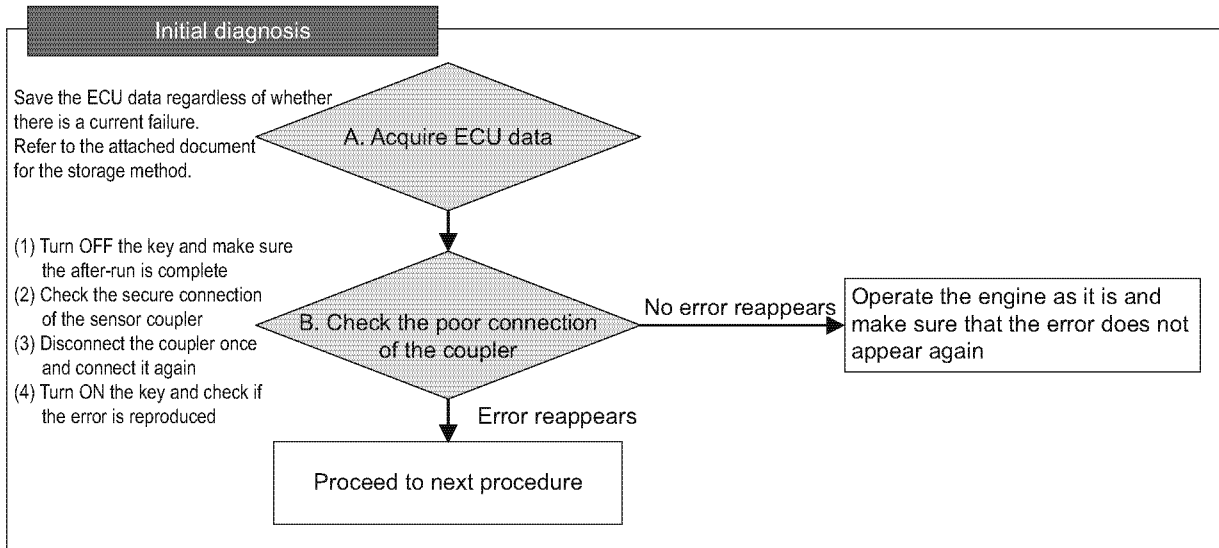 Initial diagnosis
Save the ECU data regardless of whether
there is a current failure.
Refer to the attached document
for the storage method.
A. Acquire ECU data
(1) Turn OFF the key and make sure
the after-run is complete
(2) Check the secure connection
of the sensor coupler
(3) Disconnect the coupler once
and connect it again
(4) Turn ON the key and check if
the error is reproduced
B. Check the poor connection
of the coupler
No error reappears
Operate the engine as it is and
make sure that the error does not
appear again
Error reappears
Proceed to next procedure